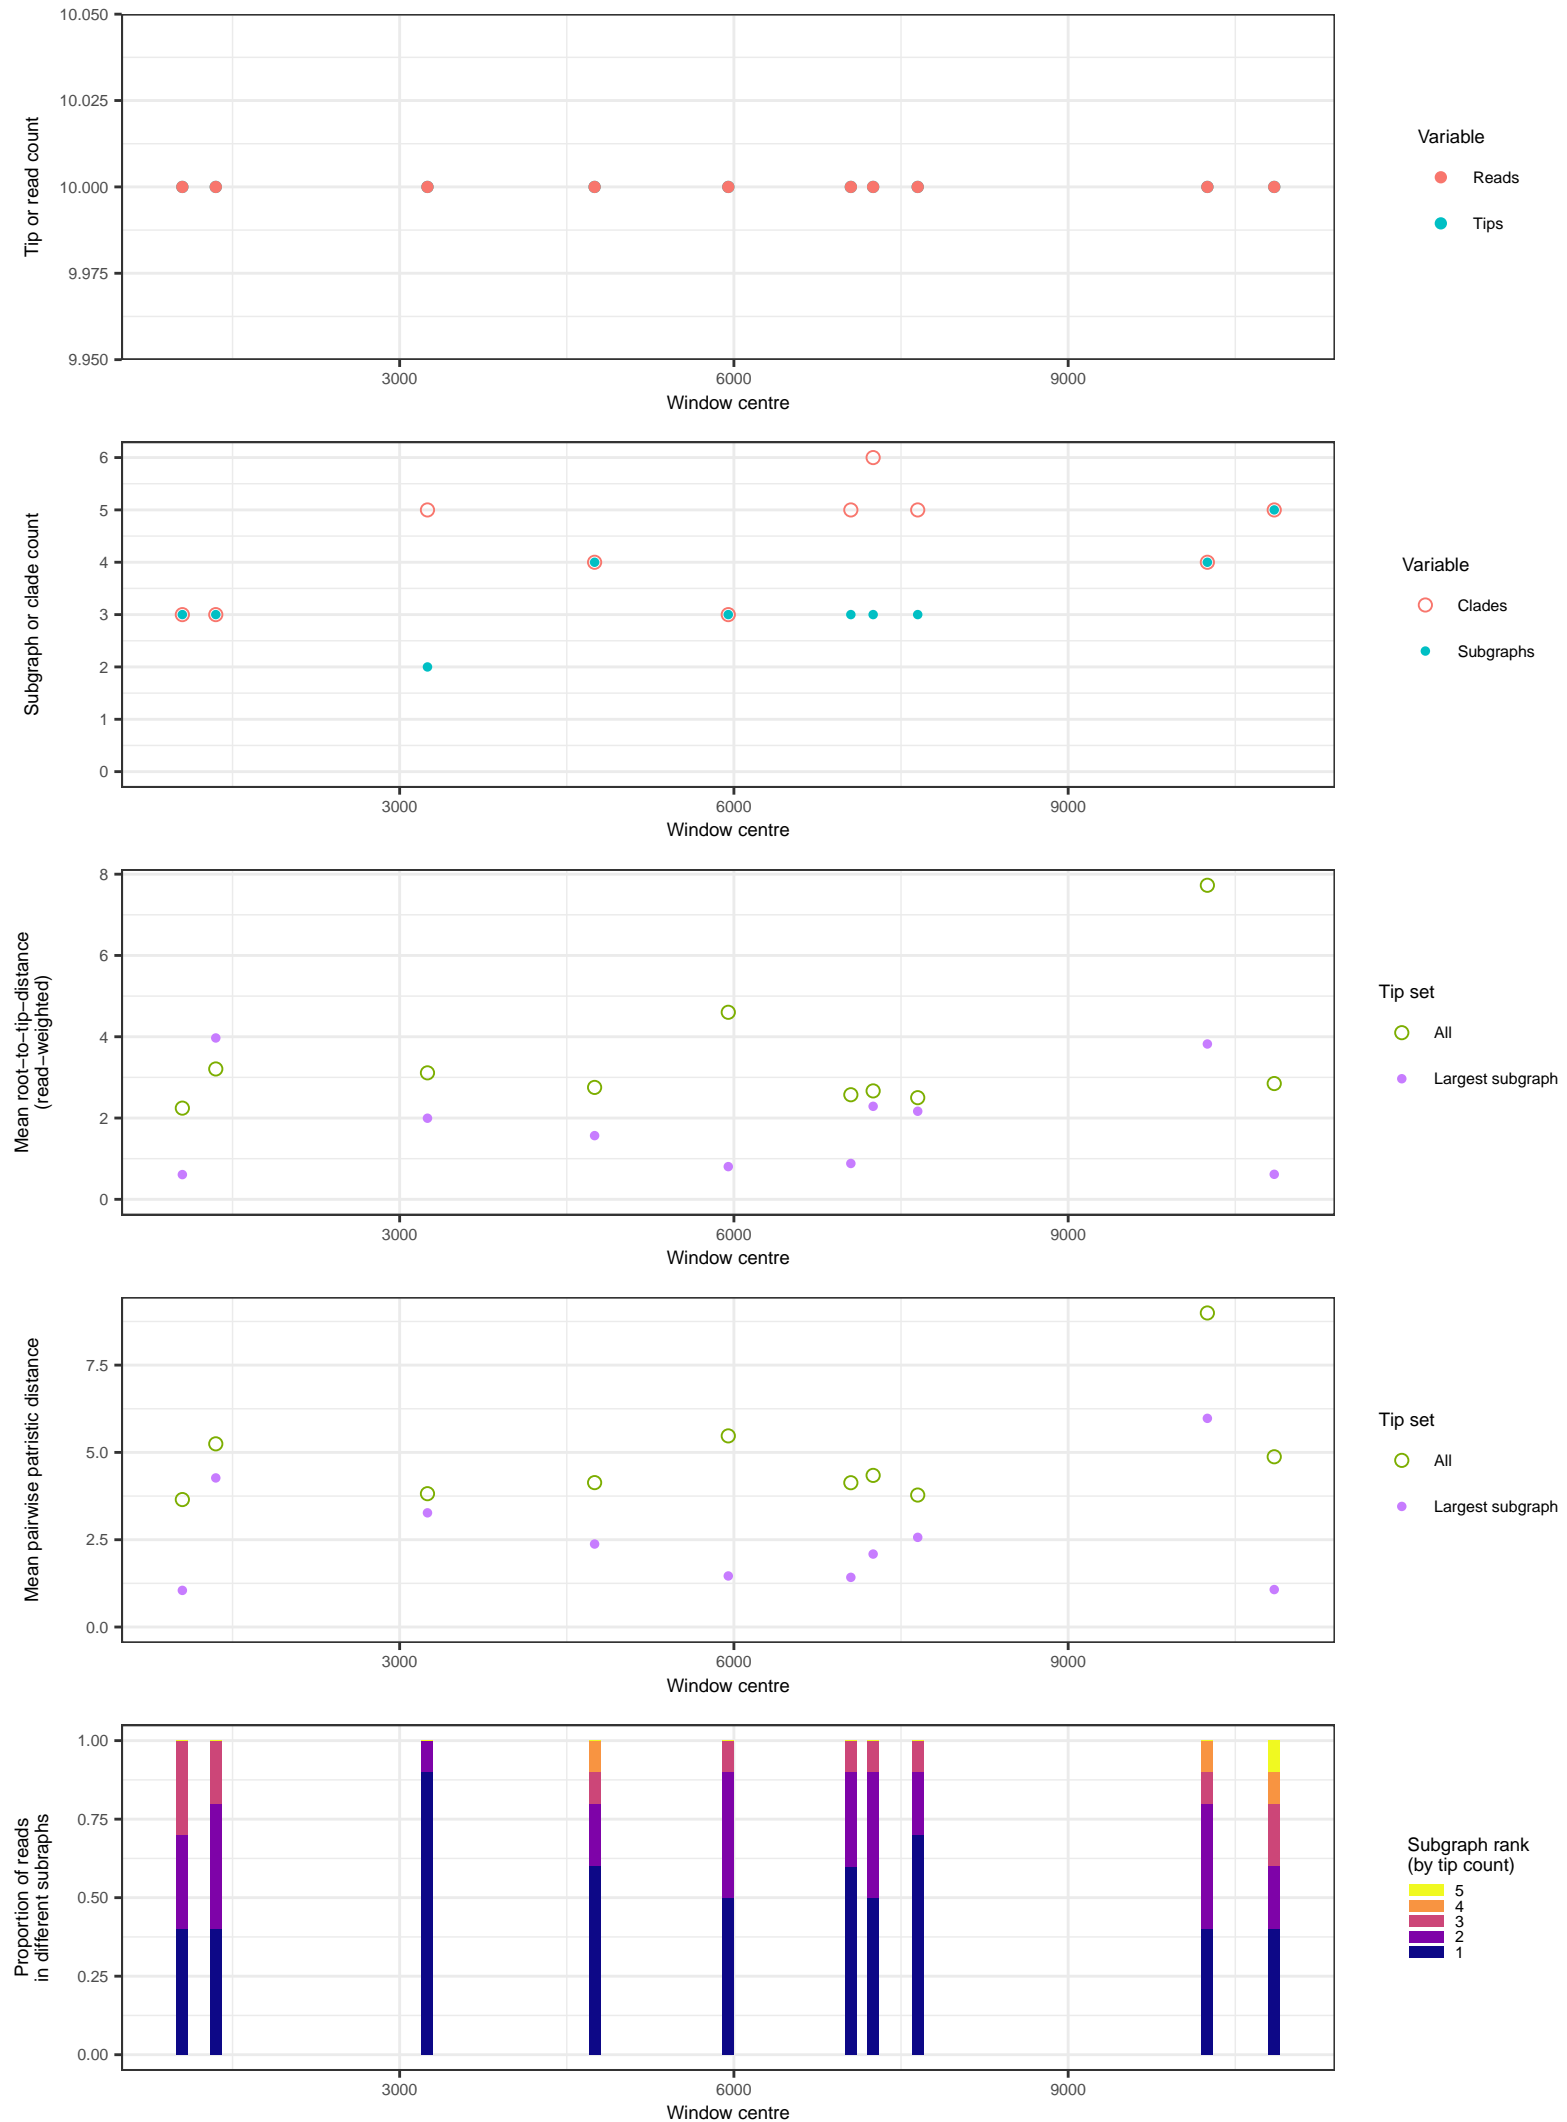 10.050
10.025
10.000
9.975
9.950
Tip or read count
3000 6000 9000
Window centre
Variable
Reads
Tips
6
5
4
3
2
1
0
Subgraph or clade count
3000 6000 9000
Window centre
Variable
Clades
Subgraphs
8
6
4
2
0
Mean root−to−tip−distance
(read−weighted)
3000 6000 9000
Window centre
Tip set
All
Largest subgraph
7.5
5.0
2.5
0.0
Mean pairwise patristic distance
3000 6000 9000
Window centre
Tip set
All
Largest subgraph
1.00
0.75
0.50
0.25
0.00
Proportion of reads
in different subraphs
3000 6000 9000
Window centre
Subgraph rank
(by tip count)
5
4
3
2
1